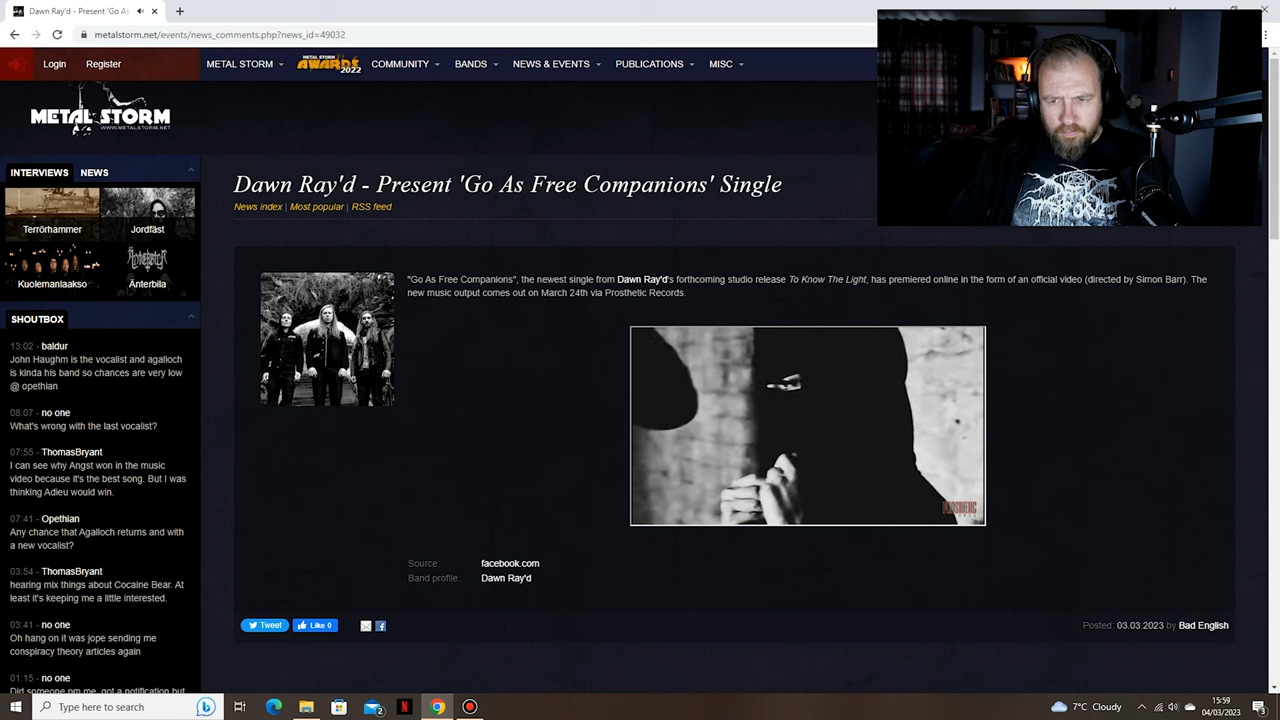 Dawn Ray'd - Present 'Go As
metalstorm.net/events/news_comments.php?news_id=49032
Login Register
METAL STORM METAL STORM AWARDS 2022 COMMUNITY BANDS NEWS & EVENTS PUBLICATIONS MISC
METAL STORM
WWW.METALSTORM.NET
INTERVIEWS NEWS
Terrörhammer Jordfäst
Kuolemanlaakso Änterbila
SHOUTBOX
13:02 - baldur
John Haughm is the vocalist and agalloch
is kinda his band so chances are very low
@ opethian
08:07 - no one
What's wrong with the last vocalist?
07:55 - ThomasBryant
I can see why Angst won in the music
video because it's the best song. But I was
thinking Adieu would win.
07:41 - Opethian
Any chance that Agalloch returns and with
a new vocalist?
03:54 - ThomasBryant
hearing mix things about Cocaine Bear. At
least it's keeping me a little interested.
03:41 - no one
Oh hang on it was jope sending me
conspiracy theory articles again
01:15 - no one
Did someone pm me, got a notification but
Dawn Ray'd - Present 'Go As Free Companions' Single
News index | Most popular | RSS feed
"Go As Free Companions", the newest single from Dawn Ray'd's forthcoming studio release To Know The Light, has premiered online in the form of an official video (directed by Simon Barr). The
new music output comes out on March 24th via Prosthetic Records.
Source: facebook.com
Band profile: Dawn Ray'd
Tweet Like 0
Posted: 03.03.2023 by Bad English
DARKTHRONE
Type here to search
7°C Cloudy
15:59
04/03/2023